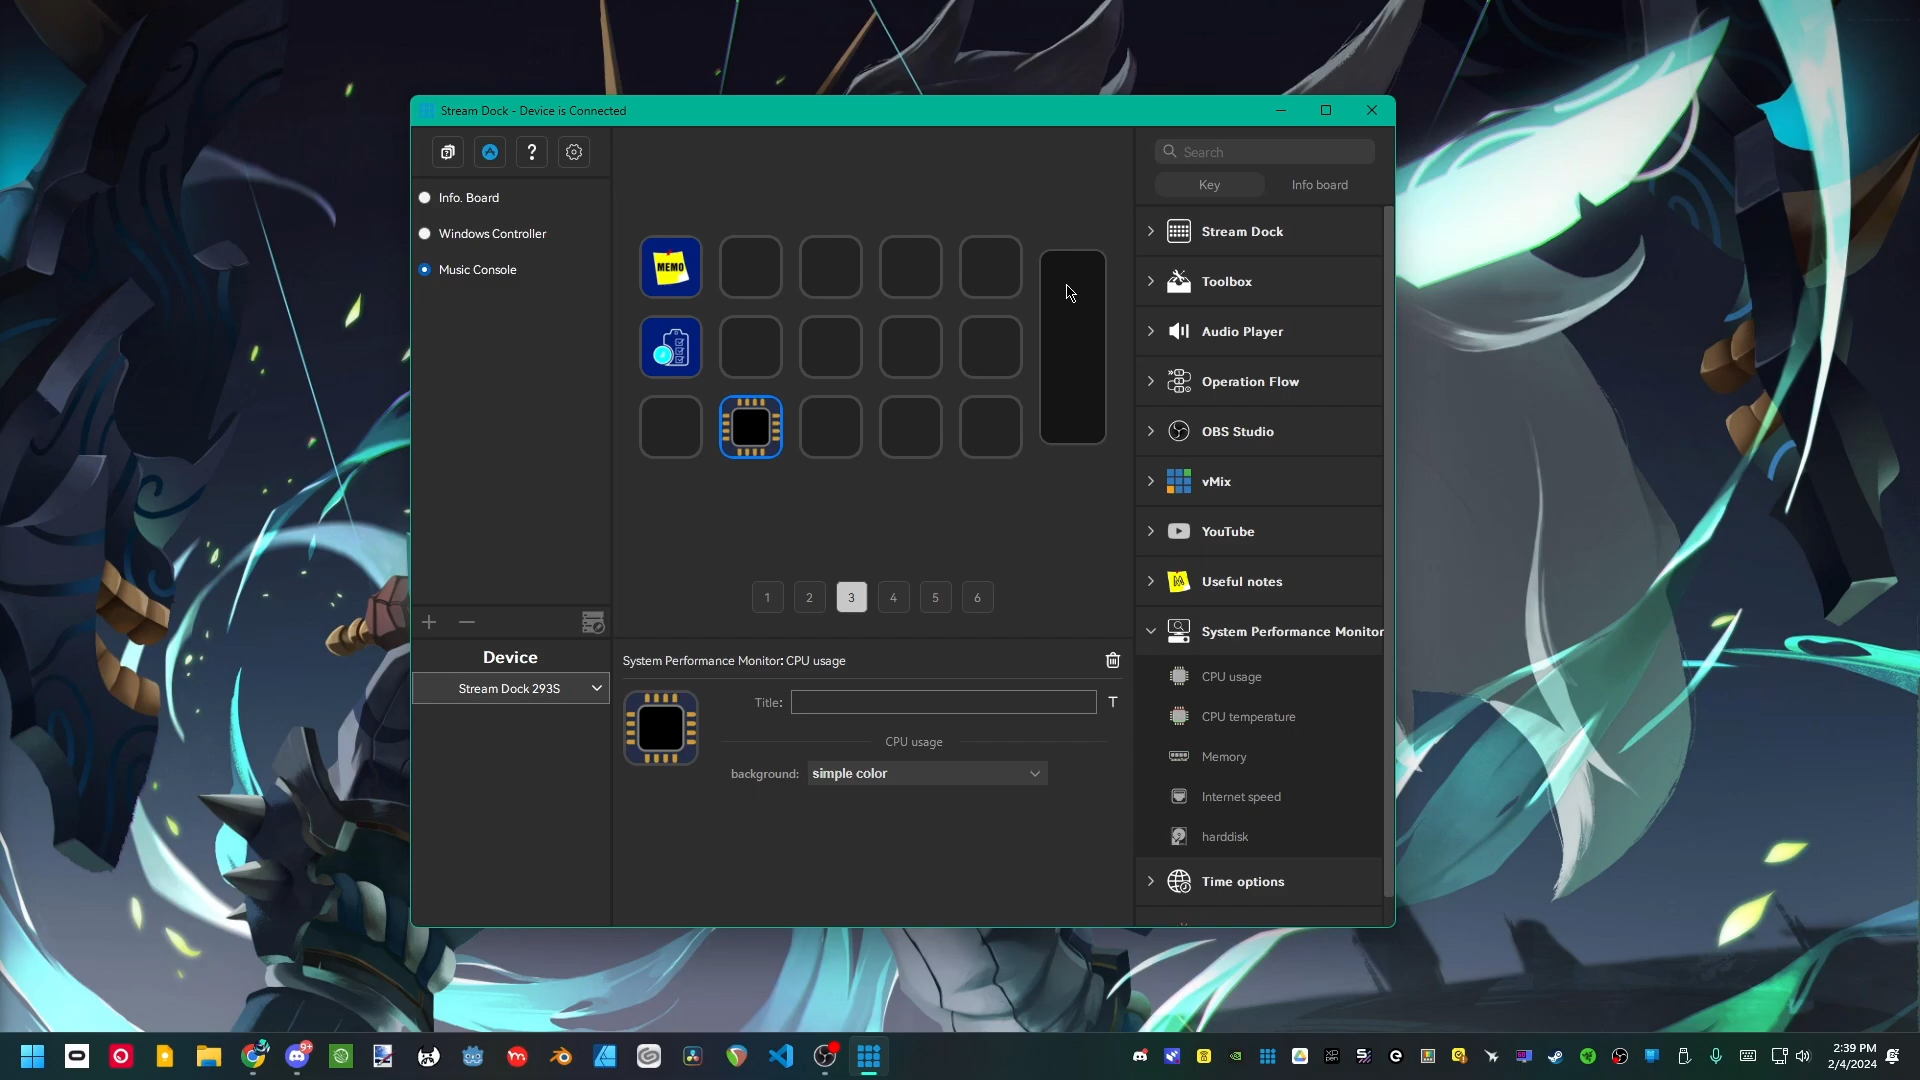 Stream Dock - Device is Connected
Info. Board
Windows Controller
Music Console
MEMO
1 2 3 4 5 6
Device
Stream Dock 293S
System Performance Monitor: CPU usage
Title:
T
CPU usage
background: simple color
Search
Key Info board
Stream Dock
Toolbox
Audio Player
Operation Flow
OBS Studio
vMix
YouTube
Useful notes
System Performance Monitor
CPU usage
CPU temperature
Memory
Internet speed
harddisk
Time options
9+
2:39 PM
2/4/2024